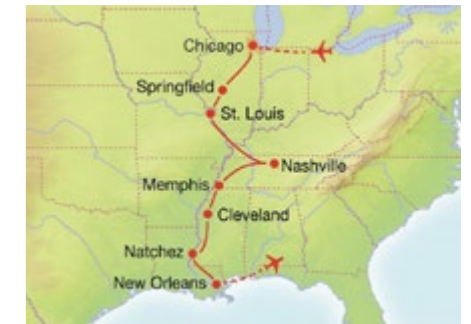 Chicago
Springfield
St. Louis
Nashville
Memphis
Cleveland
Natchez
New Orleans